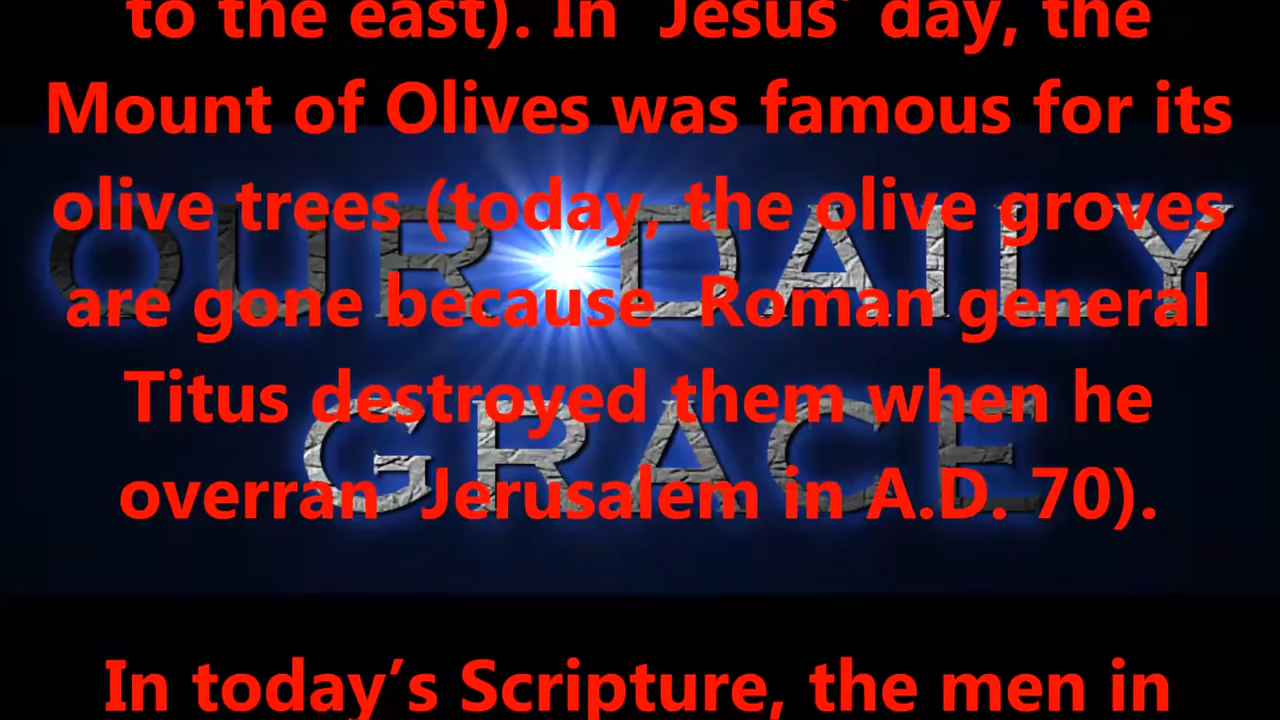 to the east). In Jesus’ day, the
Mount of Olives was famous for its
olive trees (today, the olive groves
are gone because Roman general
Titus destroyed them when he
overran Jerusalem in A.D. 70).
In today’s Scripture, the men in
OUR DAILY
GRACE